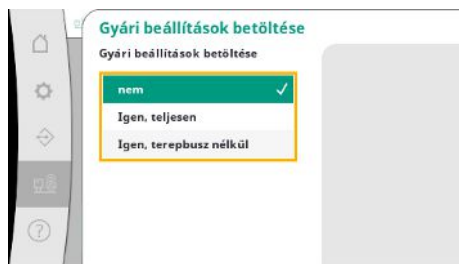 Gyári beállítások betöltése
Gyári beállítások betöltése
nem
Igen, teljesen
Igen, terepbusz nélkül